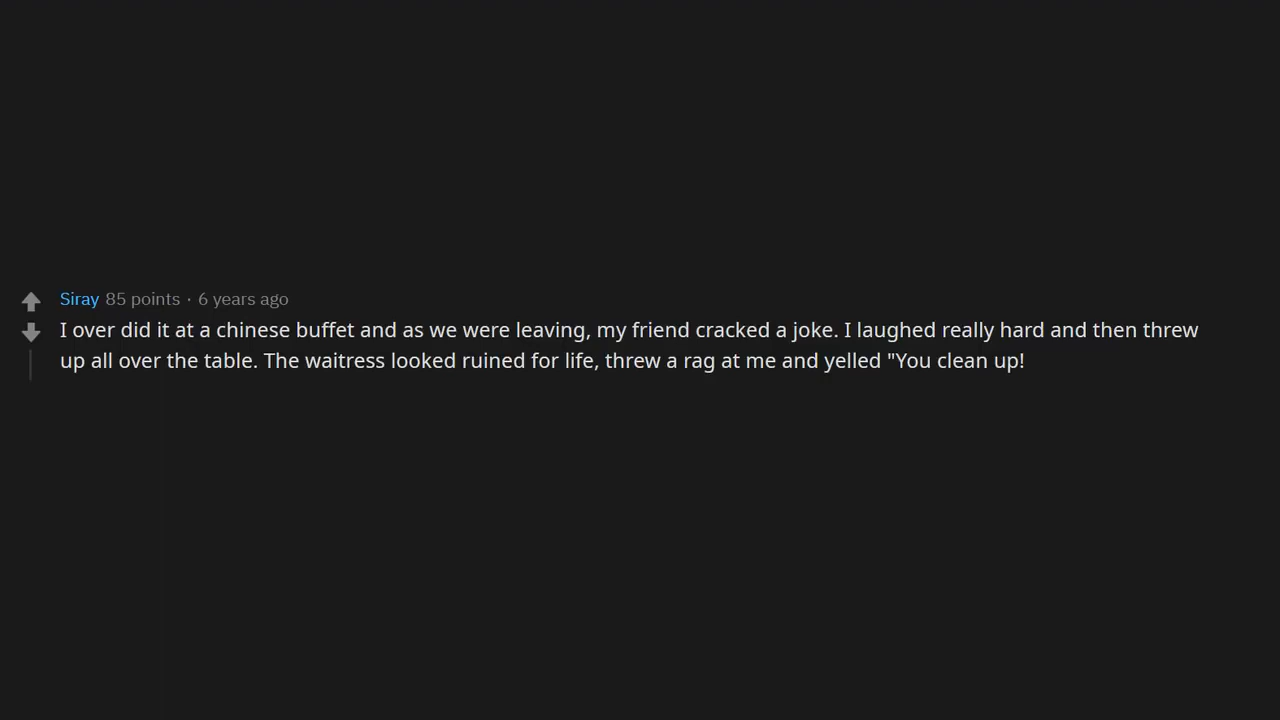 Siray 85 points · 6 years ago
I over did it at a chinese buffet and as we were leaving, my friend cracked a joke. I laughed really hard and then threw
up all over the table. The waitress looked ruined for life, threw a rag at me and yelled "You clean up!